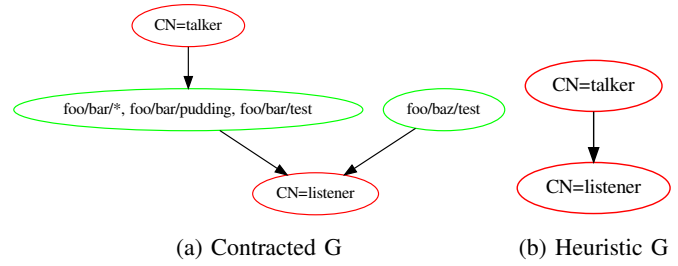 CN=talker
foo/bar/*, foo/bar/pudding, foo/bar/test
foo/baz/test
CN=listener
(a) Contracted G
CN=talker
CN=listener
(b) Heuristic G